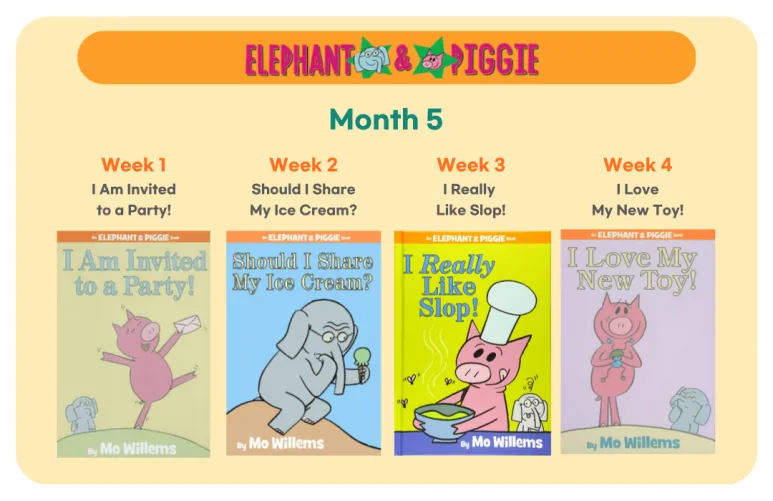 ELEPHANT & PIGGIE
Month 5
Week 1
I Am Invited
to a Party!
Week 2
Should I Share
My Ice Cream?
Week 3
I Really
Like Slop!
Week 4
I Love
My New Toy!
An ELEPHANT & PIGGIE Book
I Am Invited
to a Party!
By Mo Willems
An ELEPHANT & PIGGIE Book
Should I Share
My Ice Cream?
By Mo Willems
An ELEPHANT & PIGGIE Book
I Really
Like
Slop!
By Mo Willems
An ELEPHANT & PIGGIE Book
I Love My
New Toy!
By Mo Willems